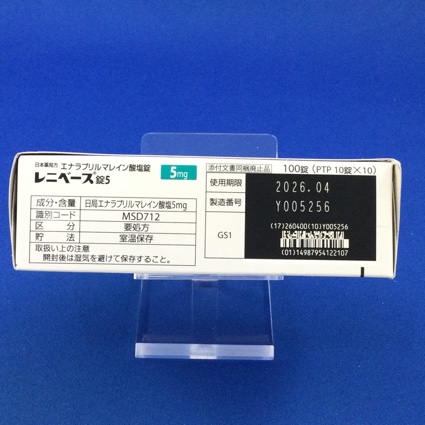 日本薬局方 エナラプリルマレイン酸塩錠
レニベース®錠5
5mg
成分・含量 日局エナラプリルマレイン酸塩5mg
識別コード MSD712
区分 要処方
貯法 室温保存
取扱い上の注意
開封後は湿気を避けて保存すること。
添付文書同梱廃止品 100錠 (PTP 10錠×10)
使用期限 2026.04
製造番号 Y005256
GS1
(17)260400(10)Y005256
(01)14987954122107